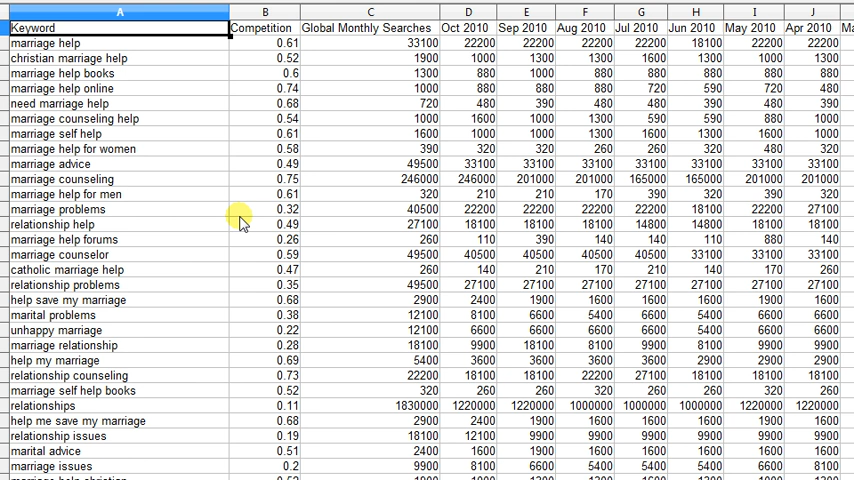 A B C D E F G H I J
Keyword Competition Global Monthly Searches Oct 2010 Sep 2010 Aug 2010 Jul 2010 Jun 2010 May 2010 Apr 2010 Ma
marriage help 0.61 33100 22200 22200 22200 22200 18100 22200 22200
christian marriage help 0.52 1900 1000 1300 1300 1600 1300 1000 1300
marriage help books 0.6 1300 880 1000 880 880 880 880 880
marriage help online 0.74 1000 880 880 880 720 590 720 480
need marriage help 0.68 720 480 390 480 480 390 480 390
marriage counseling help 0.54 1000 1600 1000 1300 590 590 880 1000
marriage self help 0.61 1600 1000 1000 1300 1600 1300 1600 1000
marriage help for women 0.58 390 320 320 260 260 320 480 320
marriage advice 0.49 49500 33100 33100 33100 33100 33100 33100 33100
marriage counseling 0.75 246000 246000 201000 201000 165000 165000 201000 201000
marriage help for men 0.61 320 210 210 170 390 320 390 320
marriage problems 0.32 40500 22200 22200 22200 22200 18100 22200 27100
relationship help 0.49 27100 18100 18100 18100 14800 14800 18100 18100
marriage help forums 0.26 260 110 390 140 140 110 880 140
marriage counselor 0.59 49500 40500 40500 40500 40500 33100 33100 33100
catholic marriage help 0.47 260 140 210 170 210 140 170 260
relationship problems 0.35 49500 27100 27100 27100 27100 27100 27100 27100
help save my marriage 0.68 2900 2400 1900 1600 1600 1600 1900 1600
marital problems 0.38 12100 8100 6600 6600 6600 5400 6600 6600
unhappy marriage 0.22 12100 6600 6600 5400 6600 5400 6600 6600
marriage relationship 0.28 18100 9900 18100 8100 9900 8100 9900 9900
help my marriage 0.69 5400 3600 3600 3600 3600 2900 2900 2900
relationship counseling 0.73 22200 18100 18100 22200 27100 18100 18100 18100
marriage self help books 0.52 320 260 260 320 320 260 260 260
relationships 0.11 1830000 1220000 1220000 1000000 1000000 1000000 1220000 1220000
help me save my marriage 0.68 2900 2400 1900 1600 1600 1600 1900 1600
relationship issues 0.19 18100 12100 9900 9900 9900 9900 9900 9900
marital advice 0.51 2400 1600 1900 1300 1600 1300 1600 1600
marriage issues 0.2 9900 8100 6600 5400 5400 5400 6600 8100